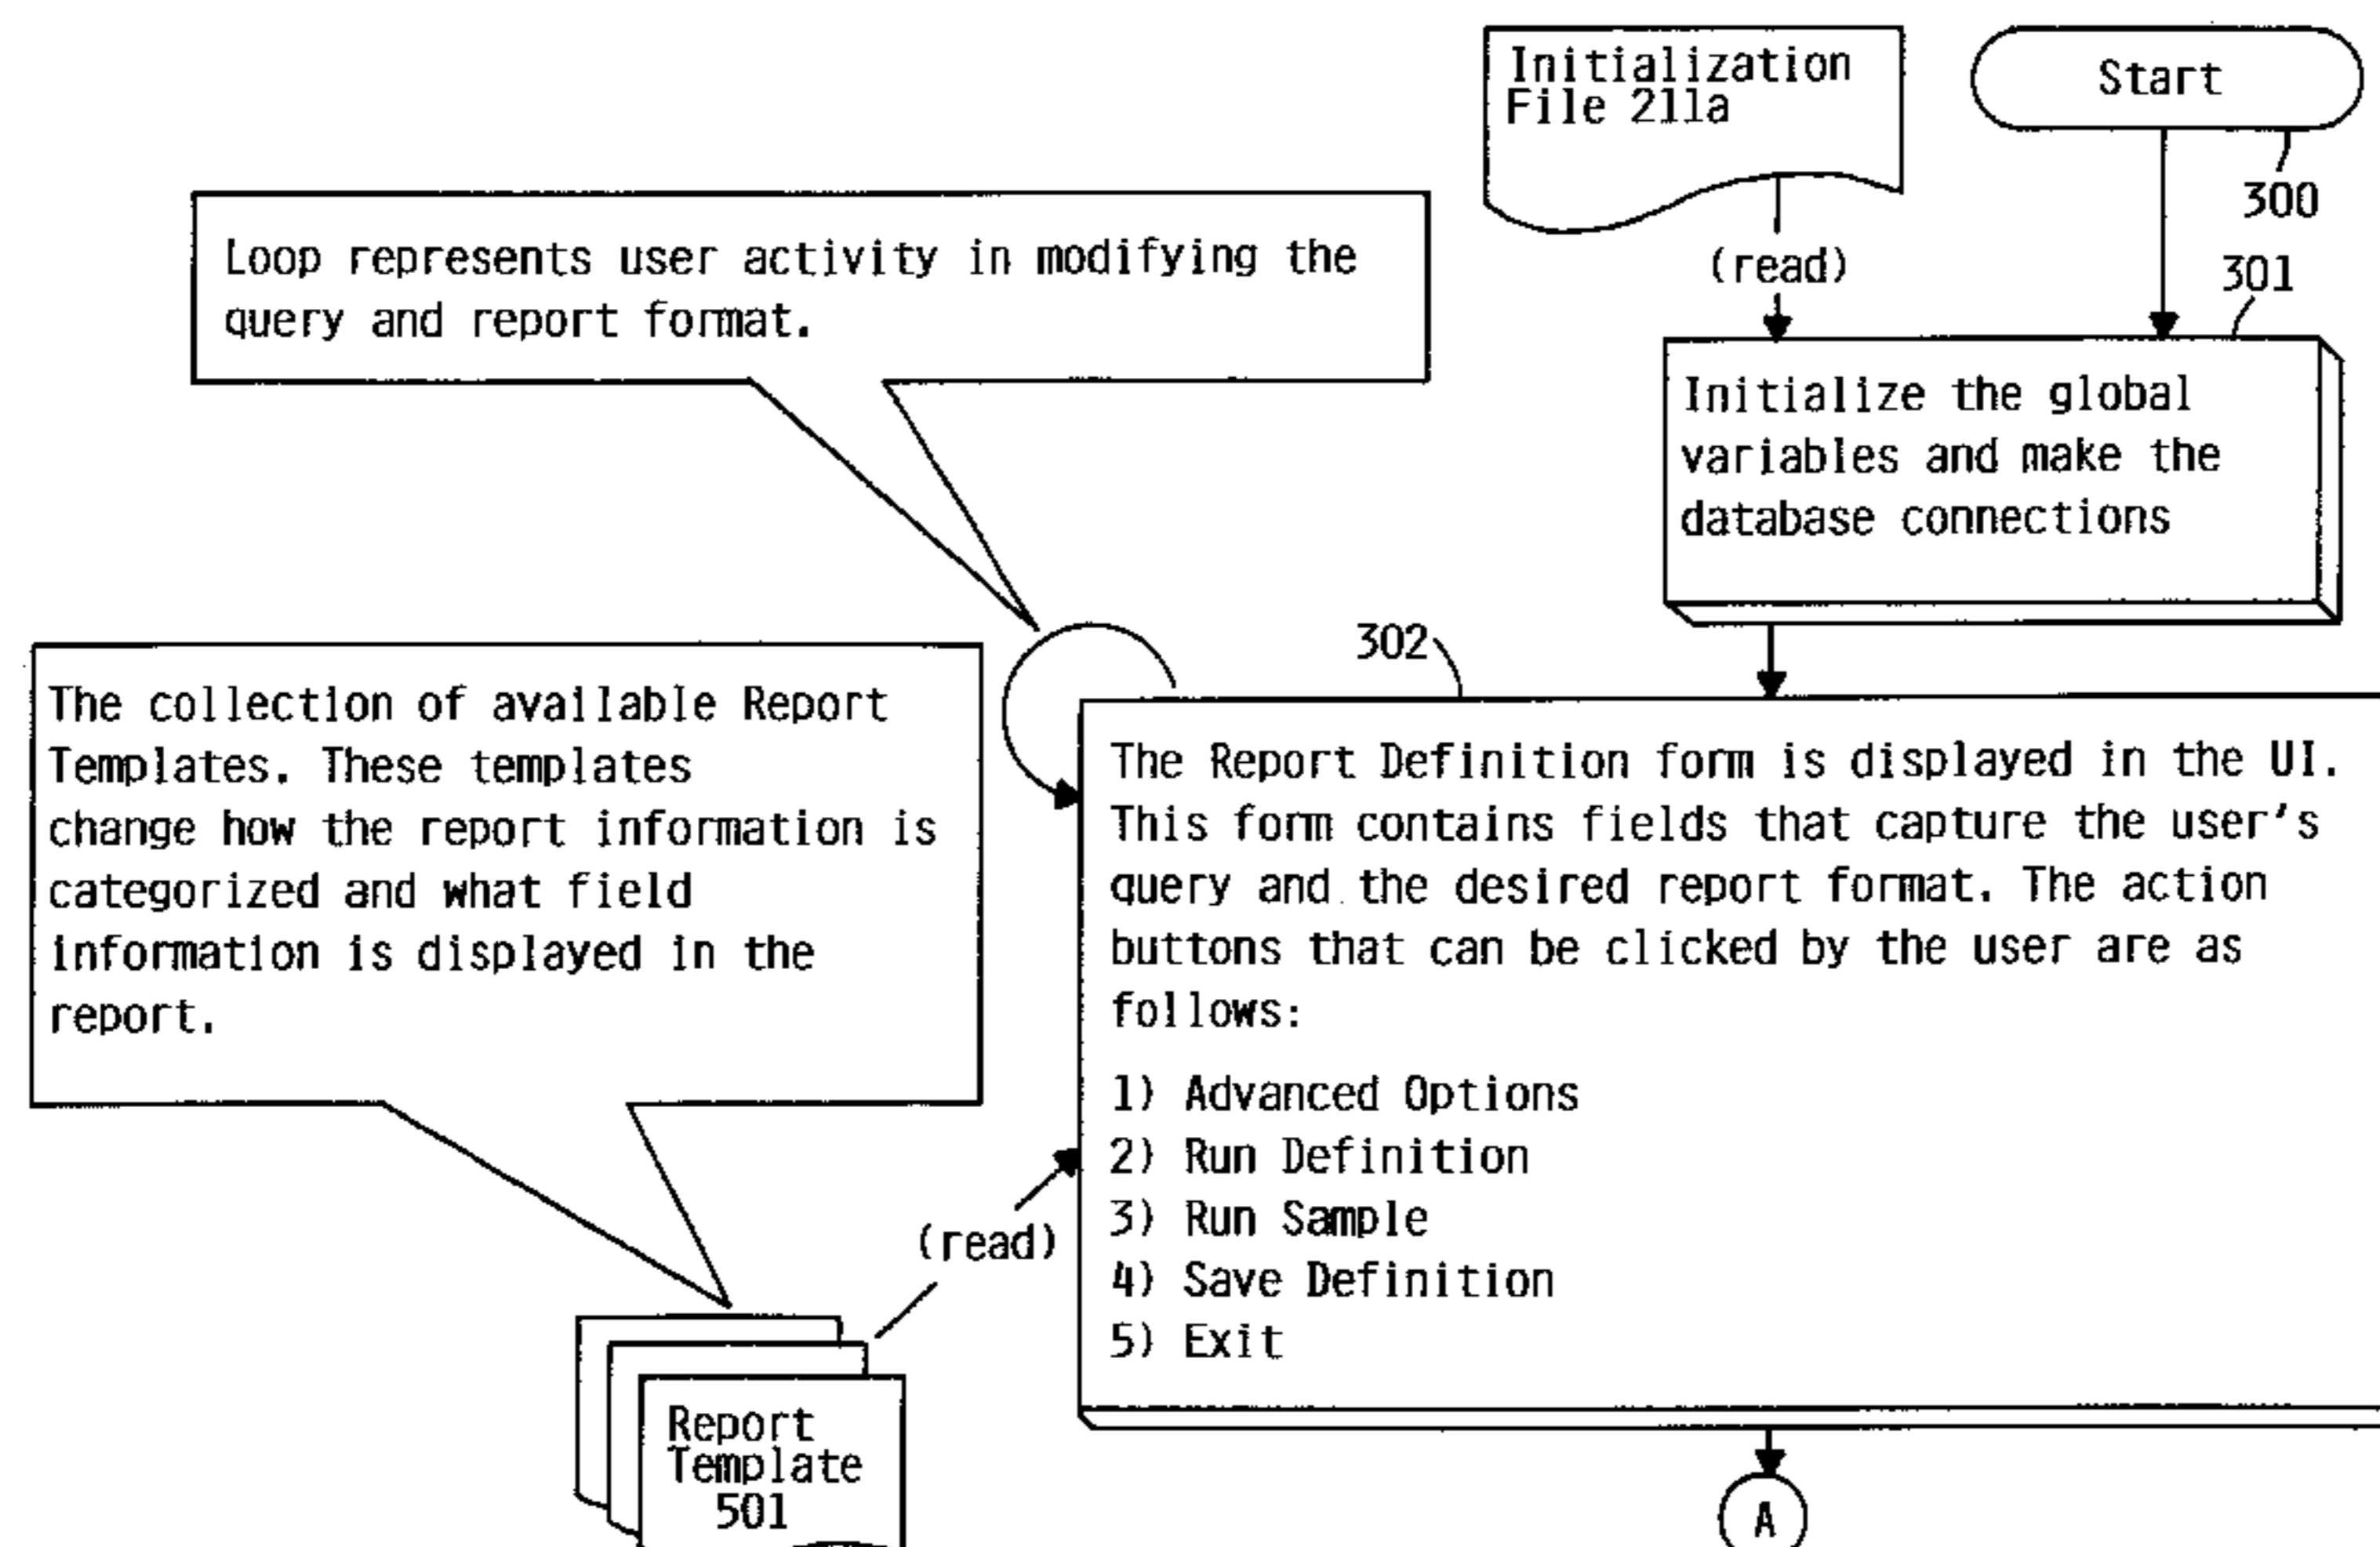 Initialization
File 211a
Start
300
(read)
301
Loop represents user activity in modifying the
query and report format.
Initialize the global
variables and make the
database connections
302
The collection of available Report
Templates. These templates
change how the report information is
categorized and what field
information is displayed in the
report.
The Report Definition form is displayed in the UI.
This form contains fields that capture the user's
query and the desired report format. The action
buttons that can be clicked by the user are as
follows:
1) Advanced Options
2) Run Definition
3) Run Sample
4) Save Definition
5) Exit
(read)
Report
Template
501
A